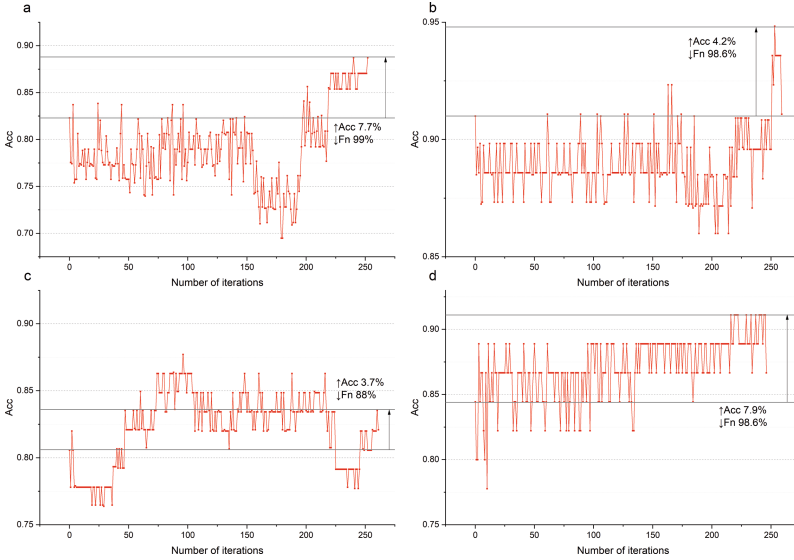 a
0.90
0.85
0.80
0.75
0.70
Acc
↑Acc 7.7%
↓Fn 99%
0 50 100 150 200 250
Number of iterations
b
0.95
0.90
0.85
Acc
↑Acc 4.2%
↓Fn 98.6%
0 50 100 150 200 250
Number of iterations
c
0.90
0.85
0.80
0.75
Acc
↑Acc 3.7%
↓Fn 88%
0 50 100 150 200 250
Number of iterations
d
0.90
0.85
0.80
0.75
Acc
↑Acc 7.9%
↓Fn 98.6%
0 50 100 150 200 250
Number of iterations